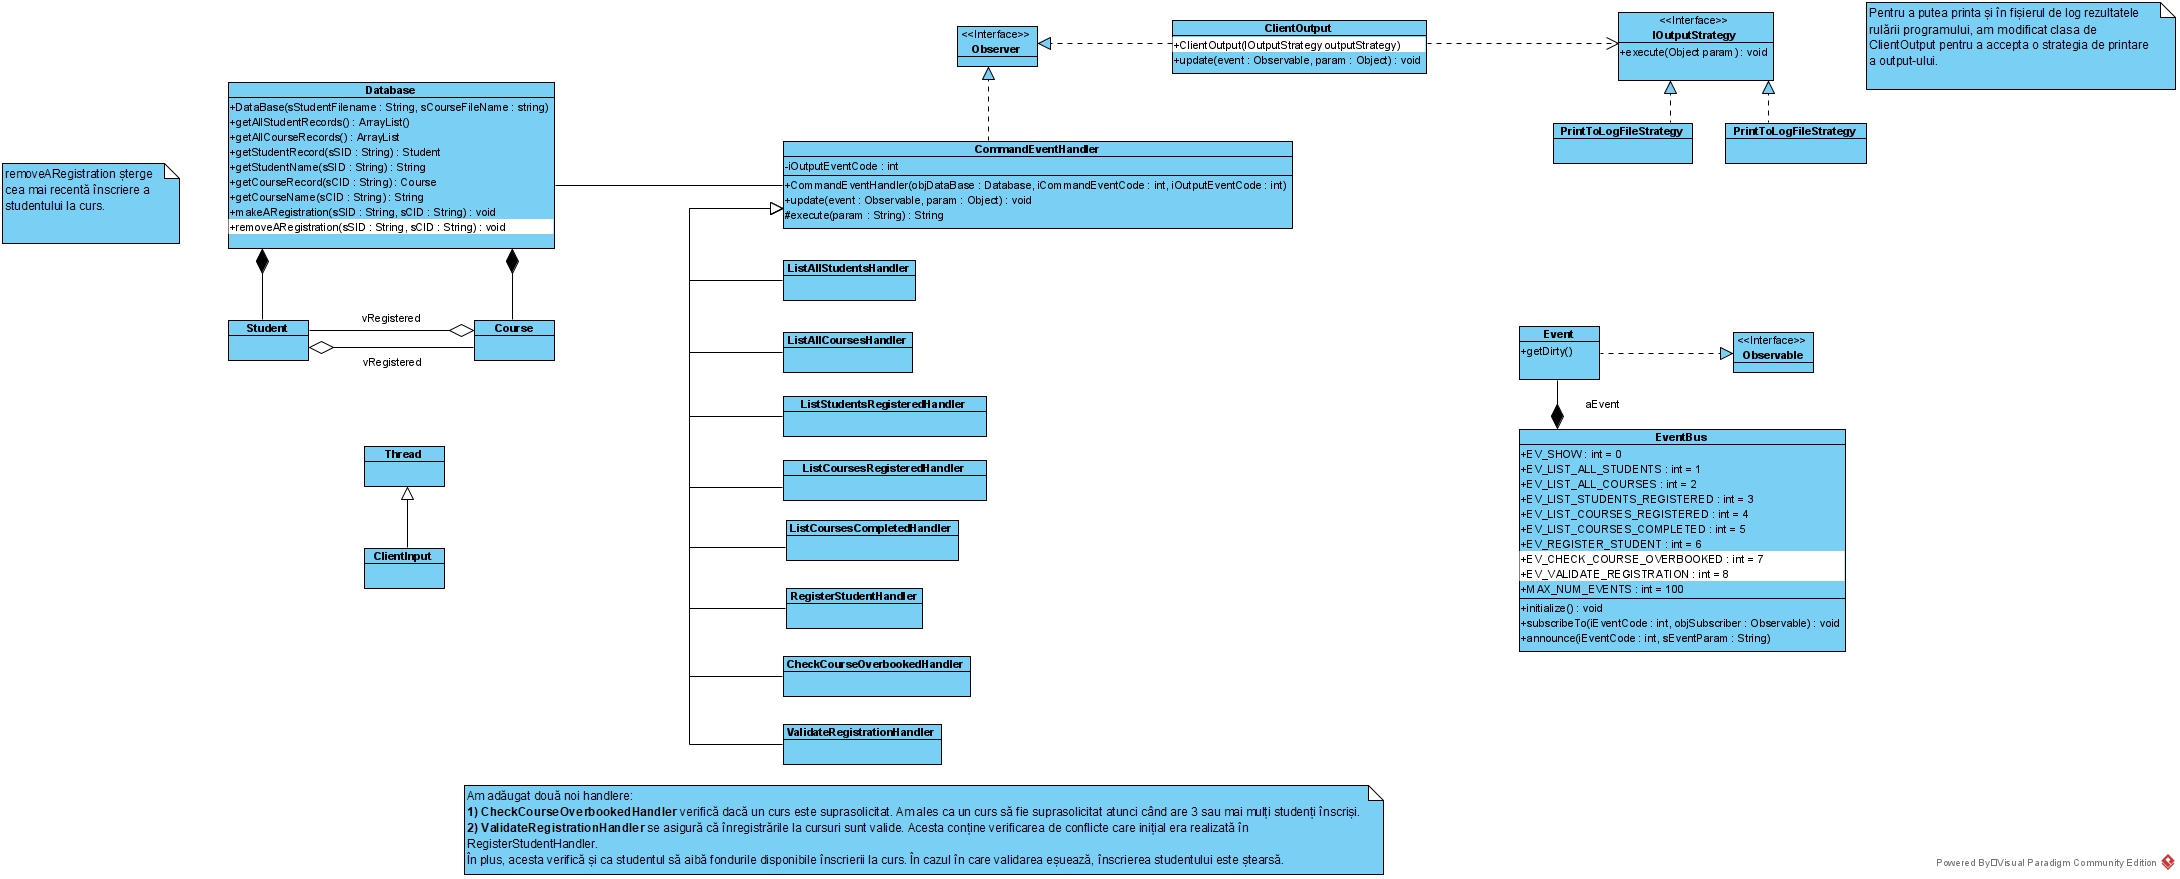 <<Interface>>
Observer
ClientOutput
+ClientOutput(IOutputStrategy outputStrategy)
+update(event : Observable, param : Object) : void
<<Interface>>
IOutputStrategy
+execute(Object param) : void
Pentru a putea printa și în fișierul de log rezultatele
rulării programului, am modificat clasa de
ClientOutput pentru a accepta o strategia de printare
a output-ului.
PrintToLogFileStrategy
PrintToLogFileStrategy
removeARegistration șterge
cea mai recentă înscriere a
studentului la curs.
Database
+DataBase(sStudentFilename : String, sCourseFileName : string)
+getAllStudentRecords() : ArrayList()
+getAllCourseRecords() : ArrayList
+getStudentRecord(sSID : String) : Student
+getStudentName(sSID : String) : String
+getCourseRecord(sCID : String) : Course
+getCourseName(sCID : String) : String
+makeARegistration(sSID : String, sCID : String) : void
+removeARegistration(sSID : String, sCID : String) : void
CommandEventHandler
-iOutputEventCode : int
+CommandEventHandler(objDataBase : Database, iCommandEventCode : int, iOutputEventCode : int)
+update(event : Observable, param : Object) : void
#execute(param : String) : String
Student
vRegistered
Course
vRegistered
Thread
ClientInput
ListAllStudentsHandler
ListAllCoursesHandler
ListStudentsRegisteredHandler
ListCoursesRegisteredHandler
ListCoursesCompletedHandler
RegisterStudentHandler
CheckCourseOverbookedHandler
ValidateRegistrationHandler
Event
+getDirty()
<<Interface>>
Observable
aEvent
EventBus
+EV_SHOW : int = 0
+EV_LIST_ALL_STUDENTS : int = 1
+EV_LIST_ALL_COURSES : int = 2
+EV_LIST_STUDENTS_REGISTERED : int = 3
+EV_LIST_COURSES_REGISTERED : int = 4
+EV_LIST_COURSES_COMPLETED : int = 5
+EV_REGISTER_STUDENT : int = 6
+EV_CHECK_COURSE_OVERBOOKED : int = 7
+EV_VALIDATE_REGISTRATION : int = 8
+MAX_NUM_EVENTS : int = 100
+initialize() : void
+subscribeTo(iEventCode : int, objSubscriber : Observable) : void
+announce(iEventCode : int, sEventParam : String)
Am adăugat două noi handlere:
1) CheckCourseOverbookedHandler verifică dacă un curs este suprasolicitat. Am ales ca un curs să fie suprasolicitat atunci când are 3 sau mai mulți studenți înscriși.
2) ValidateRegistrationHandler se asigură că înregistrările la cursuri sunt valide. Acesta conține verificarea de conflicte care inițial era realizată în
RegisterStudentHandler.
În plus, acesta verifică și ca studentul să aibă fondurile disponibile înscrierii la curs. În cazul în care validarea eșuează, înscrierea studentului este ștearsă.
Powered By Visual Paradigm Community Edition